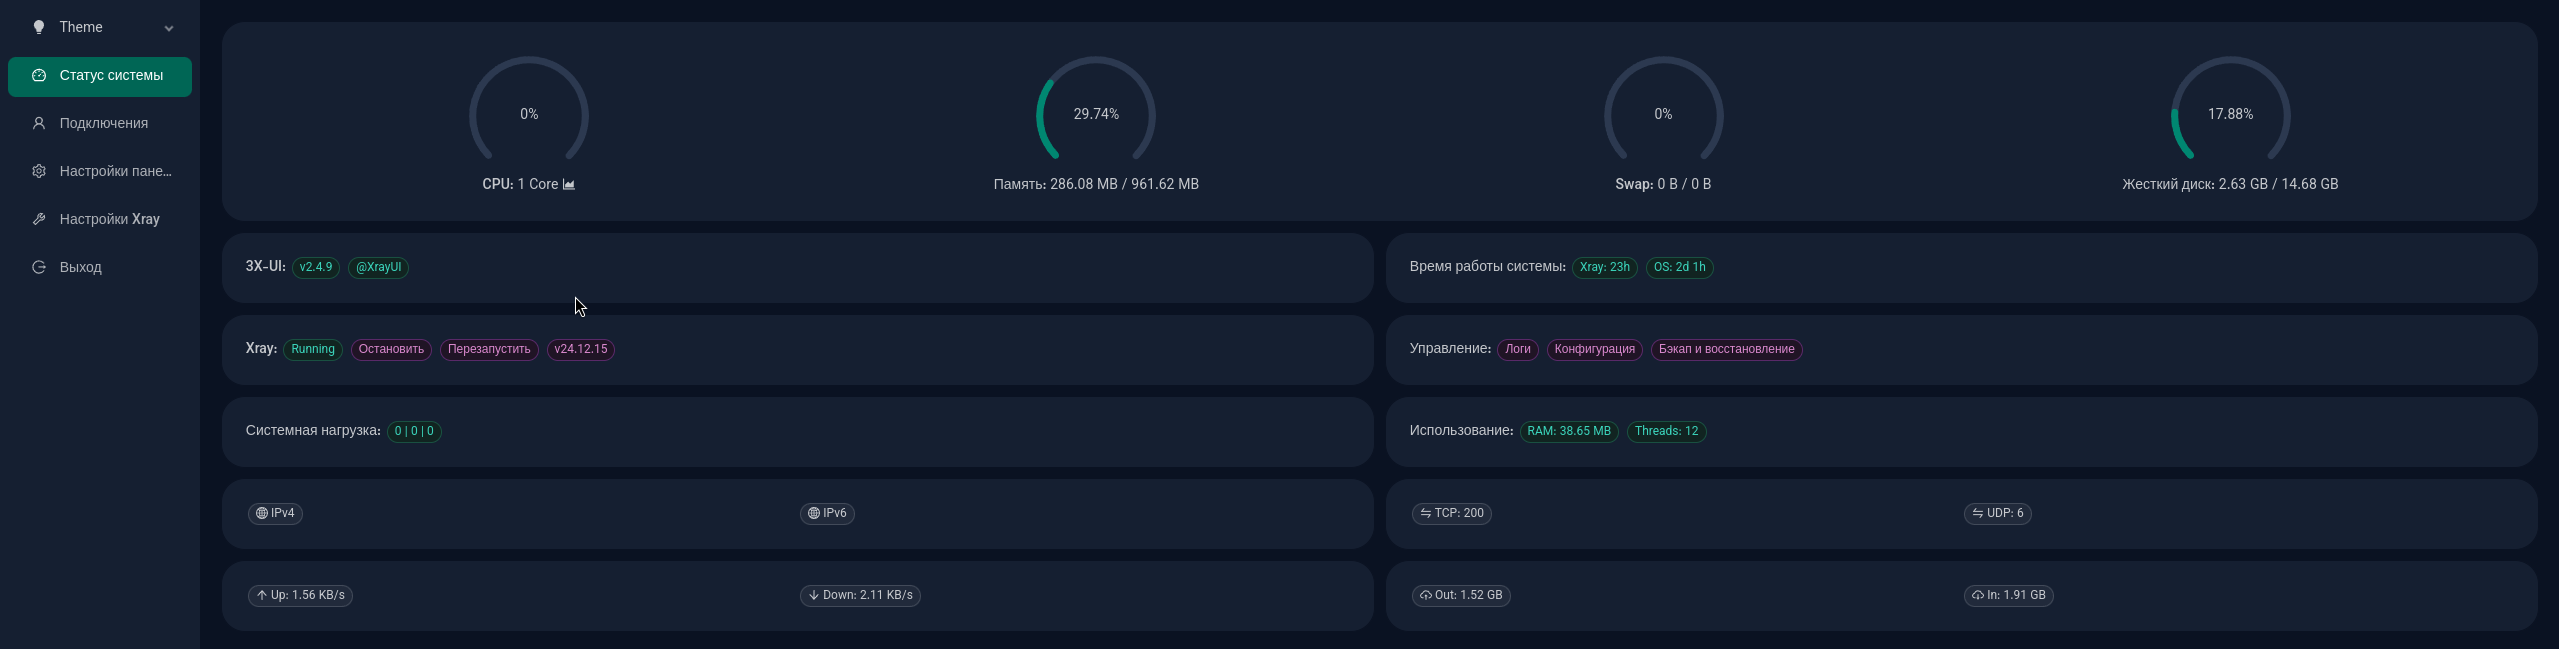 Theme
Статус системы
Подключения
Настройки пане...
Настройки Xray
Выход
0%
29.74%
0%
17.88%
CPU: 1 Core
Память: 286.08 MB / 961.62 MB
Swap: 0 B / 0 B
Жесткий диск: 2.63 GB / 14.68 GB
3X-UI: v2.4.9 @XrayUI
Время работы системы: Xray: 23h OS: 2d 1h
Xray: Running Остановить Перезапустить v24.12.15
Управление: Логи Конфигурация Бэкап и восстановление
Системная нагрузка: 0 | 0 | 0
Использование: RAM: 38.65 MB Threads: 12
IPv4
IPv6
TCP: 200
UDP: 6
Up: 1.56 KB/s
Down: 2.11 KB/s
Out: 1.52 GB
In: 1.91 GB